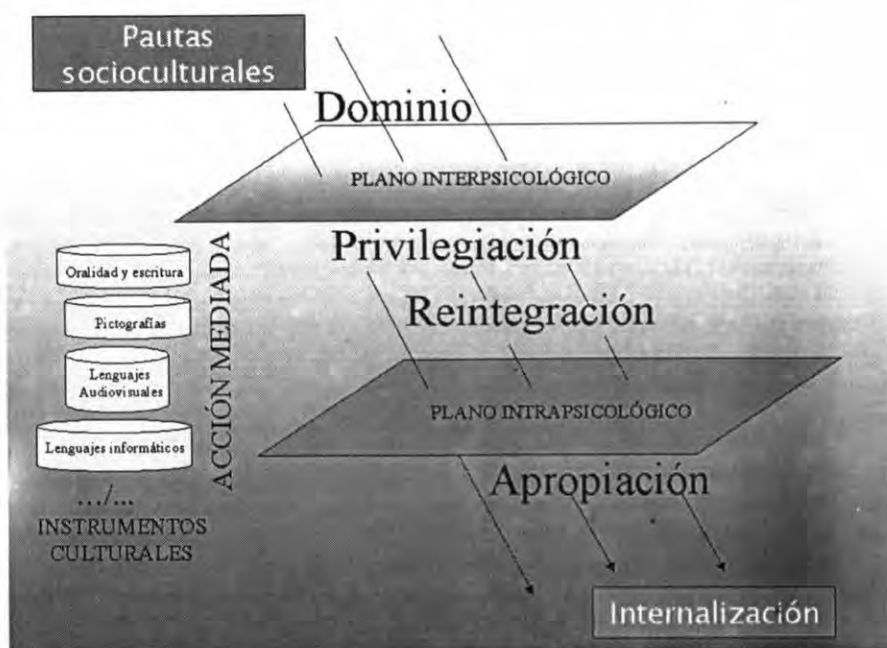 Pautas
socioculturales
Dominio
PLANO INTERPSICOLÓGICO
Privilegiación
Reintegración
PLANO INTRAPSICOLÓGICO
Apropiación
Internalización
ACCIÓN MEDIADA
Oralidad y escritura
Pictografías
Lenguajes
Audiovisuales
Lenguajes informáticos
.../...
INSTRUMENTOS
CULTURALES